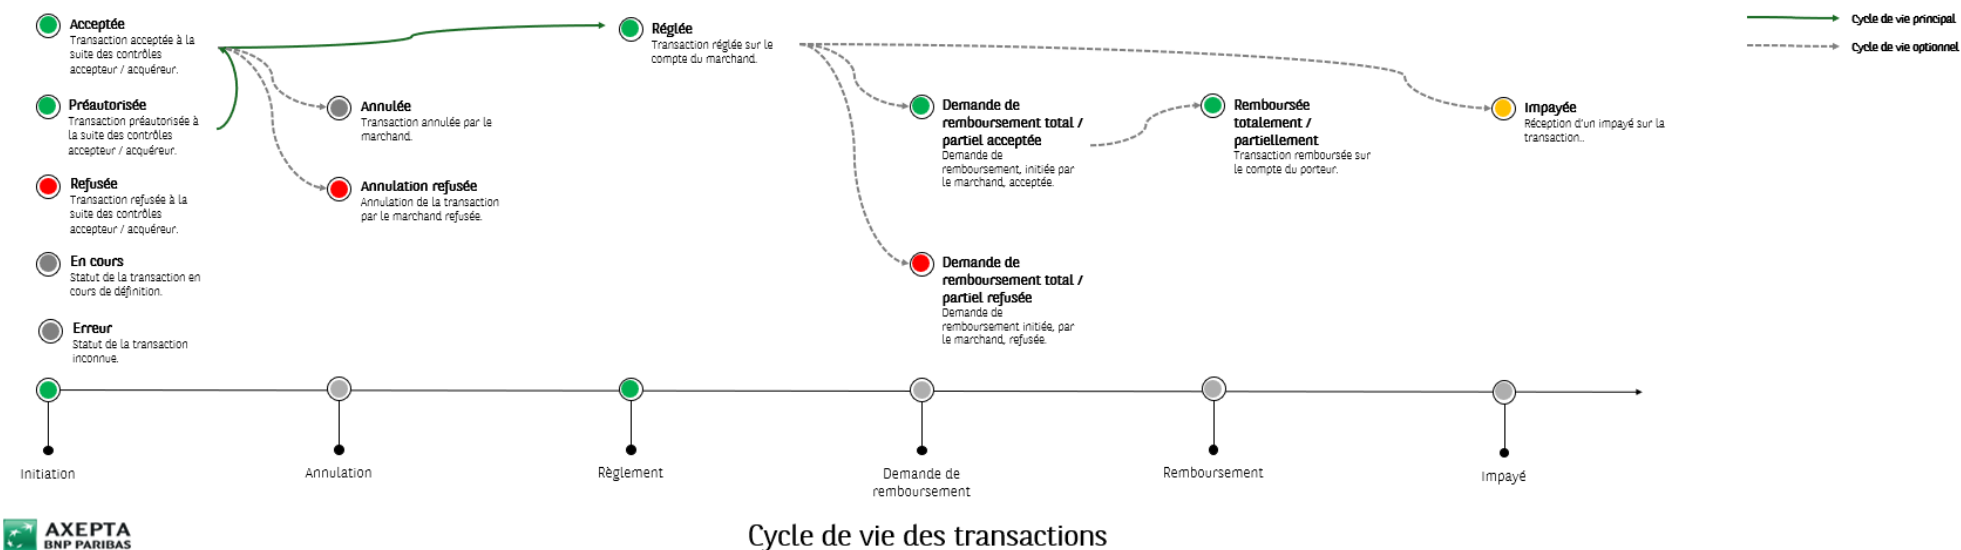 Acceptée
Transaction acceptée à la
suite des contrôles
accepteur / acquéreur.
Préautorisée
Transaction préautorisée à
la suite des contrôles
accepteur / acquéreur.
Refusée
Transaction refusée à la
suite des contrôles
accepteur / acquéreur.
En cours
Statut de la transaction en
cours de définition.
Erreur
Statut de la transaction
inconnue.
Annulée
Transaction annulée par le
marchand.
Annulation refusée
Annulation de la transaction
par le marchand refusée.
Réglée
Transaction réglée sur le
compte du marchand.
Demande de
remboursement total /
partiel acceptée
Demande de
remboursement, initiée par
le marchand, acceptée.
Demande de
remboursement total /
partiel refusée
Demande de
remboursement initiée, par
le marchand, refusée.
Remboursée
totalement /
partiellement
Transaction remboursée sur
le compte du porteur.
Impayée
Réception d'un impayé sur la
transaction..
Cycle de vie principal
Cycle de vie optionnel
Initiation
Annulation
Règlement
Demande de
remboursement
Remboursement
Impayé
AXEPTA
BNP PARIBAS
Cycle de vie des transactions